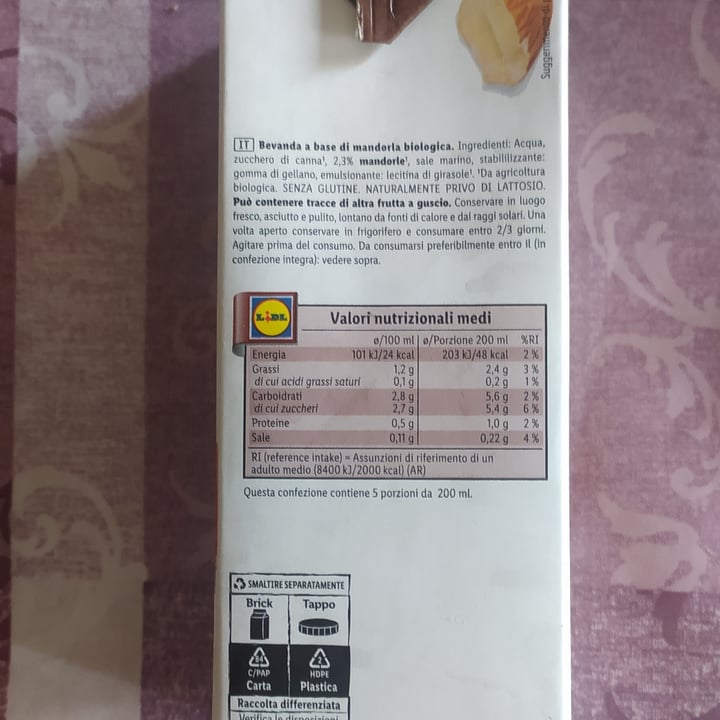 IT Bevanda a base di mandorla biologica. Ingredienti: Acqua,
zucchero di canna¹, 2,3% mandorle¹, sale marino, stabilizzante:
gomma di gellano, emulsionante: lecitina di girasole¹. ¹Da agricoltura
biologica. SENZA GLUTINE. NATURALMENTE PRIVO DI LATTOSIO.
Può contenere tracce di altra frutta a guscio. Conservare in luogo
fresco, asciutto e pulito, lontano da fonti di calore e dai raggi solari. Una
volta aperto conservare in frigorifero e consumare entro 2/3 giorni.
Agitare prima del consumo. Da consumarsi preferibilmente entro il (in
confezione integra): vedere sopra.
LIDL
Valori nutrizionali medi
ø/100 ml ø/Porzione 200 ml %RI
Energia 101 kJ/24 kcal 203 kJ/48 kcal 2 %
Grassi 1,2 g 2,4 g 3 %
di cui acidi grassi saturi 0,1 g 0,2 g 1 %
Carboidrati 2,8 g 5,6 g 2 %
di cui zuccheri 2,7 g 5,4 g 6 %
Proteine 0,5 g 1,0 g 2 %
Sale 0,11 g 0,22 g 4 %
RI (reference intake) = Assunzioni di riferimento di un
adulto medio (8400 kJ/2000 kcal) (AR)
Questa confezione contiene 5 porzioni da 200 ml.
SMALTIRE SEPARATAMENTE
Brick Tappo
84 2
C/PAP HDPE
Carta Plastica
Raccolta differenziata
Verifica le disposizioni